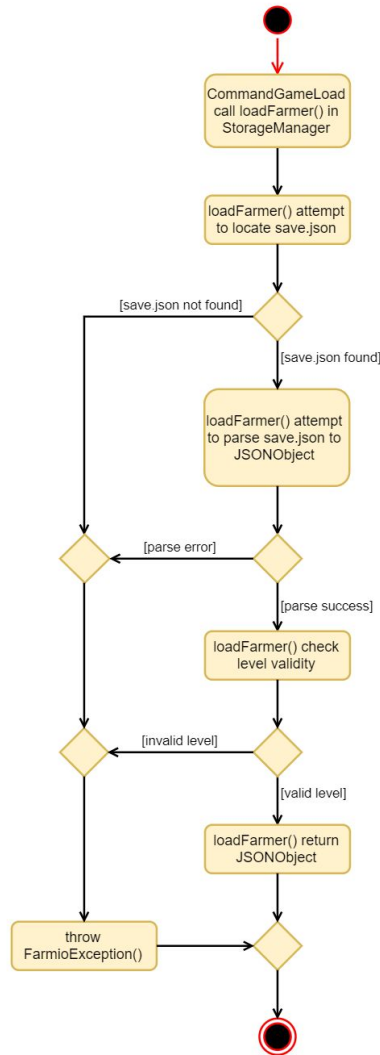 CommandGameLoad
call loadFarmer() in
StorageManager
loadFarmer() attempt
to locate save.json
[save.json not found]
[save.json found]
loadFarmer() attempt
to parse save.json to
JSONObject
[parse error]
[parse success]
loadFarmer() check
level validity
[invalid level]
[valid level]
loadFarmer() return
JSONObject
throw
FarmioException()